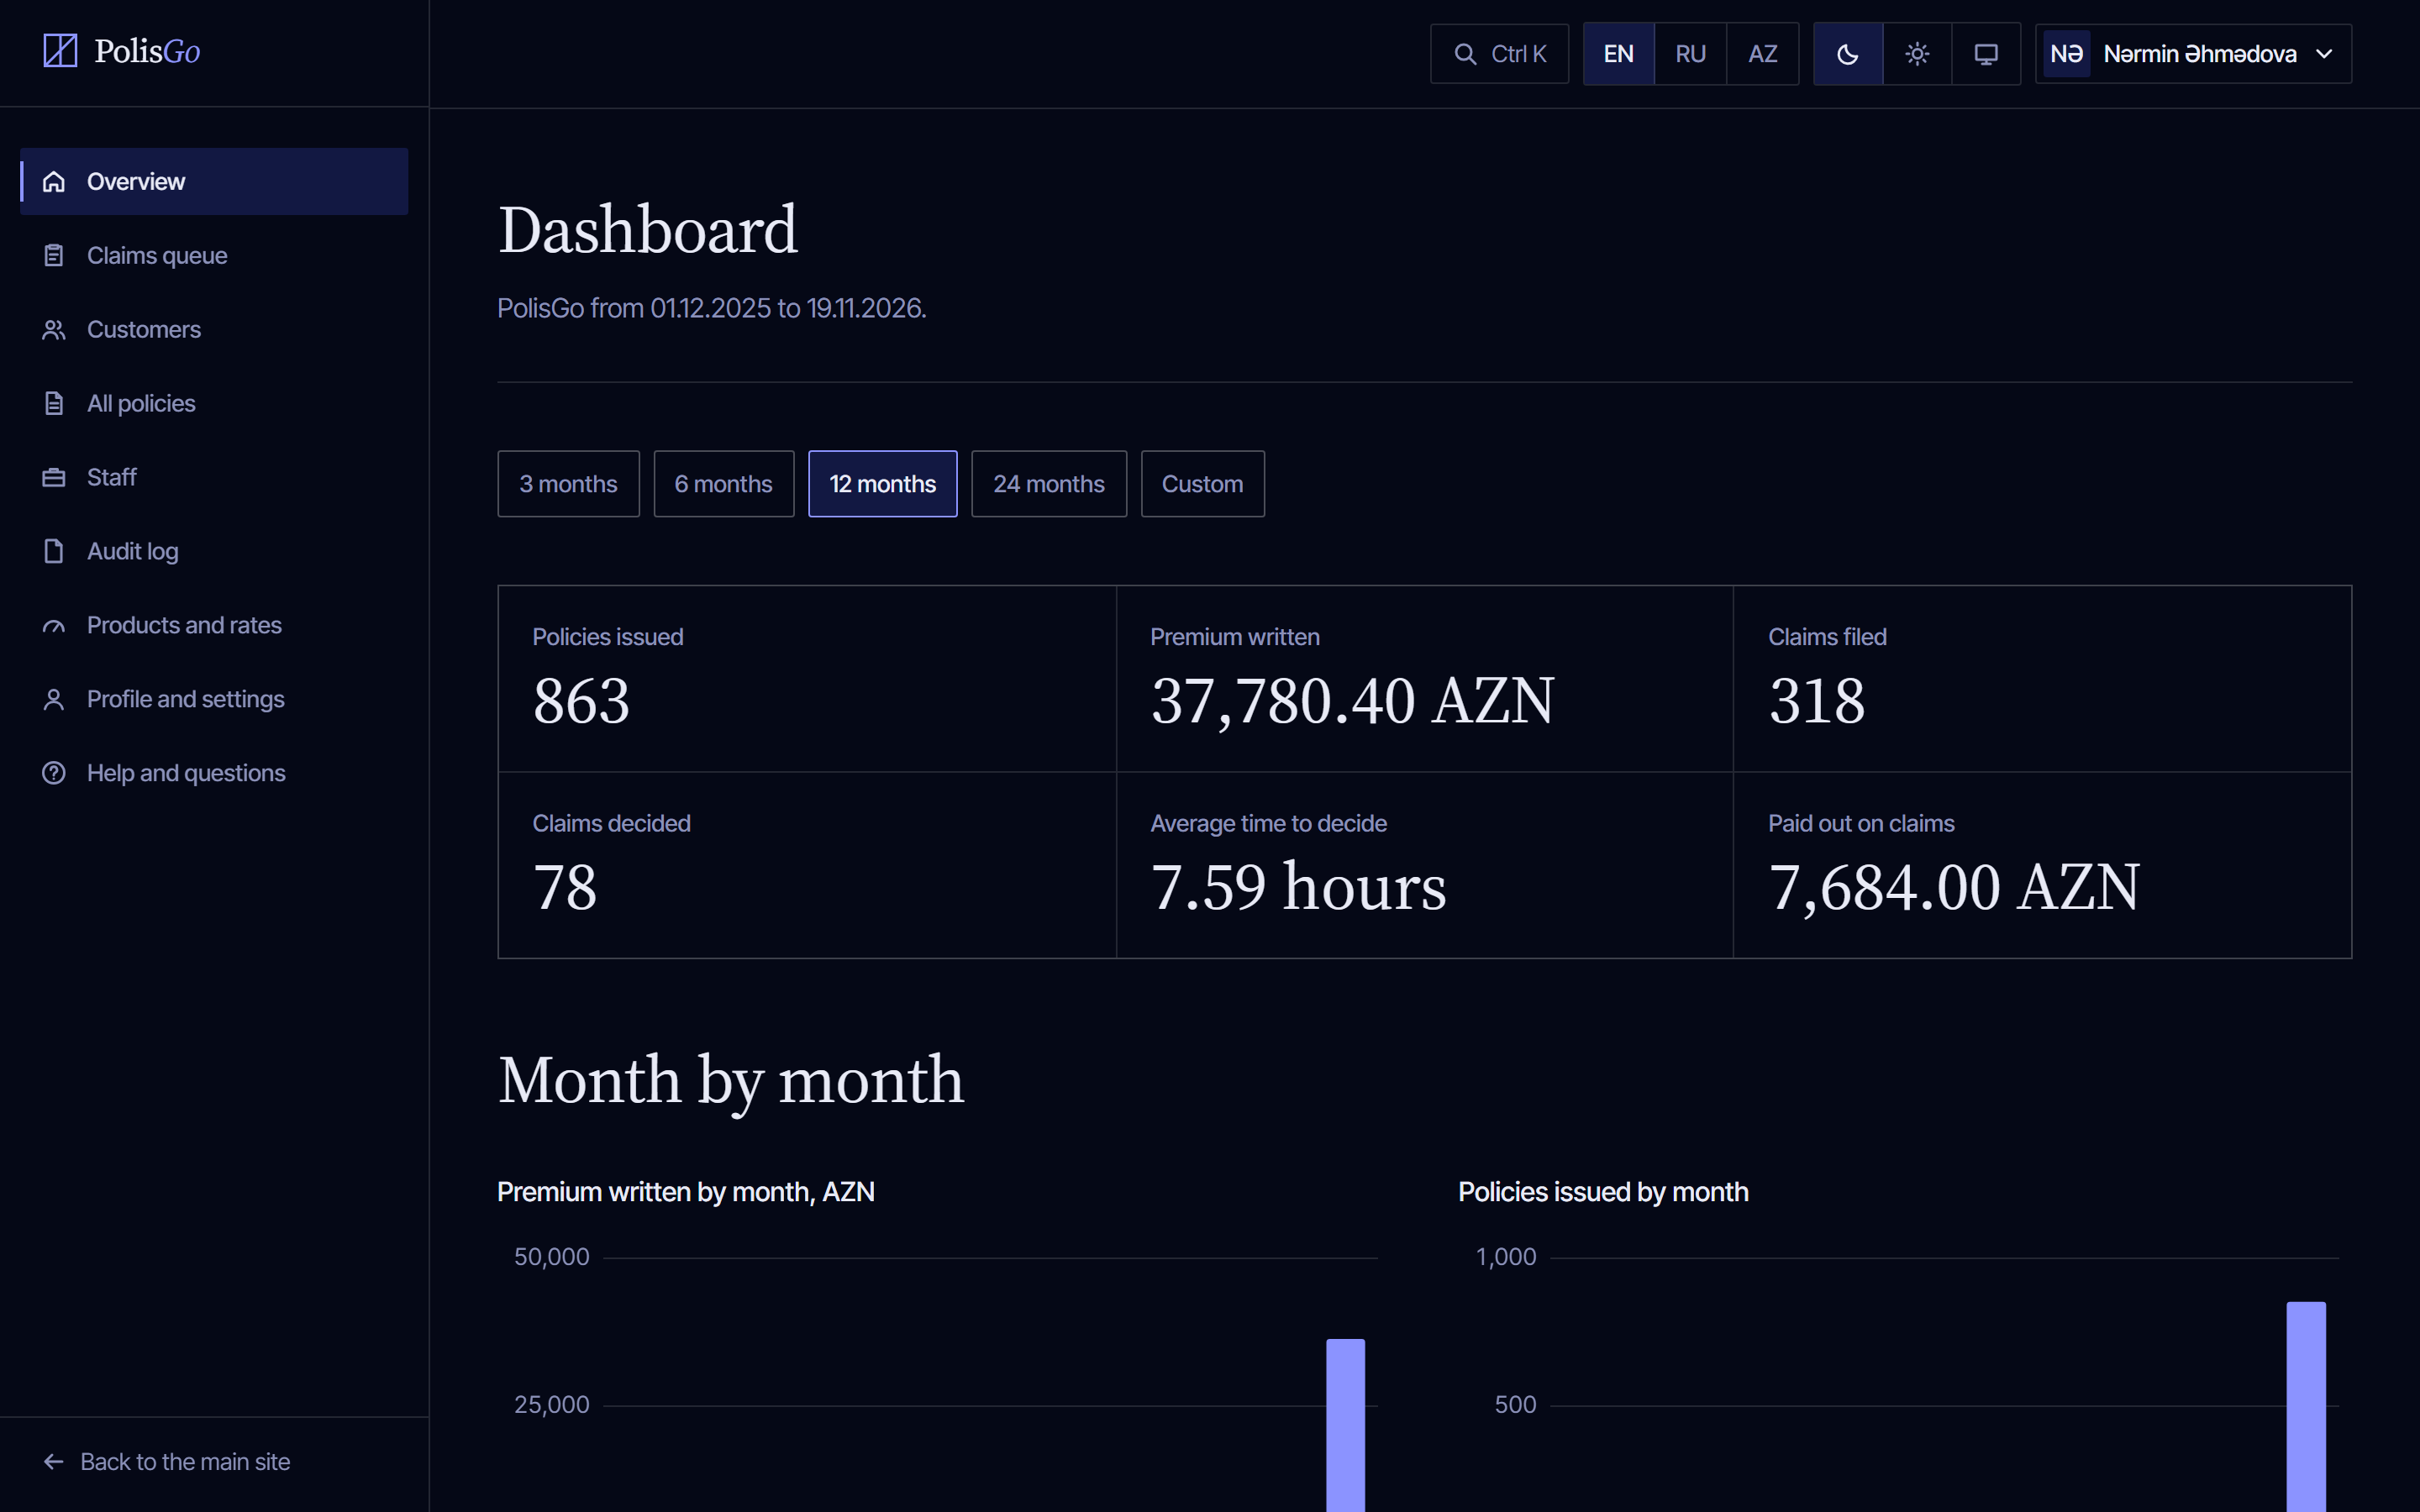 PolisGo
Ctrl K
EN RU AZ
NƏ Nərmin Əhmədova
Overview
Claims queue
Customers
All policies
Staff
Audit log
Products and rates
Profile and settings
Help and questions
Back to the main site
Dashboard
PolisGo from 01.12.2025 to 19.11.2026.
3 months 6 months 12 months 24 months Custom
Policies issued
863
Premium written
37,780.40 AZN
Claims filed
318
Claims decided
78
Average time to decide
7.59 hours
Paid out on claims
7,684.00 AZN
Month by month
Premium written by month, AZN
50,000
25,000
Policies issued by month
1,000
500